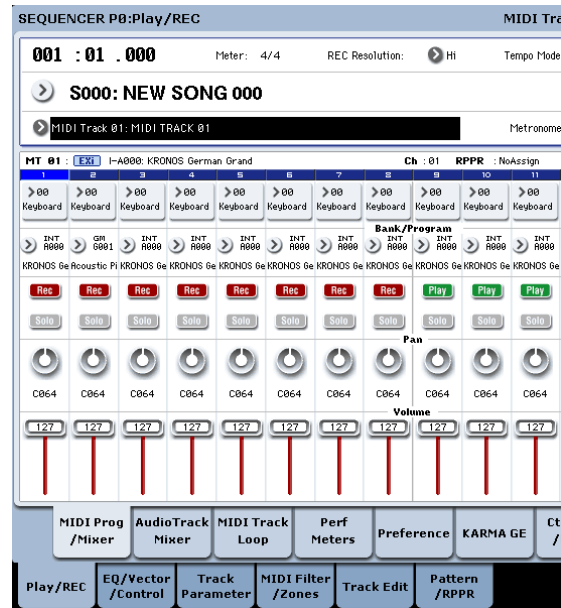 SEQUENCER P0:Play/REC MIDI Tra
001 : 01 . 000 Meter: 4/4 REC Resolution: Hi Tempo Mode
S000: NEW SONG 000
MIDI Track 01: MIDI TRACK 01 Metronome
MT 01 : EXi I-A000: KRONOS German Grand Ch : 01 RPPR : NoAssign
1 2 3 4 5 6 7 8 9 10 11
>00 >00 >00 >00 >00 >00 >00 >00 >00 >00 >00
Keyboard Keyboard Keyboard Keyboard Keyboard Keyboard Keyboard Keyboard Keyboard Keyboard Keyboard
Bank/Program
INT GM INT INT INT INT INT INT INT INT INT
A000 G001 A000 A000 A000 A000 A000 A000 A000 A000 A000
KRONOS Ge Acoustic Pi KRONOS Ge KRONOS Ge KRONOS Ge KRONOS Ge KRONOS Ge KRONOS Ge KRONOS Ge KRONOS Ge KRONOS Ge
Rec Rec Rec Rec Rec Rec Rec Rec Play Play Play
Solo Solo Solo Solo Solo Solo Solo Solo Solo Solo Solo
Pan
C064 C064 C064 C064 C064 C064 C064 C064 C064 C064 C064
Volume
127 127 127 127 127 127 127 127 127 127 127
MIDI Prog AudioTrack MIDI Track Perf Preference KARMA GE Ct
/Mixer Mixer Loop Meters /
Play/REC EQ/Vector Track MIDI Filter Track Edit Pattern
/Control Parameter /Zones /RPPR